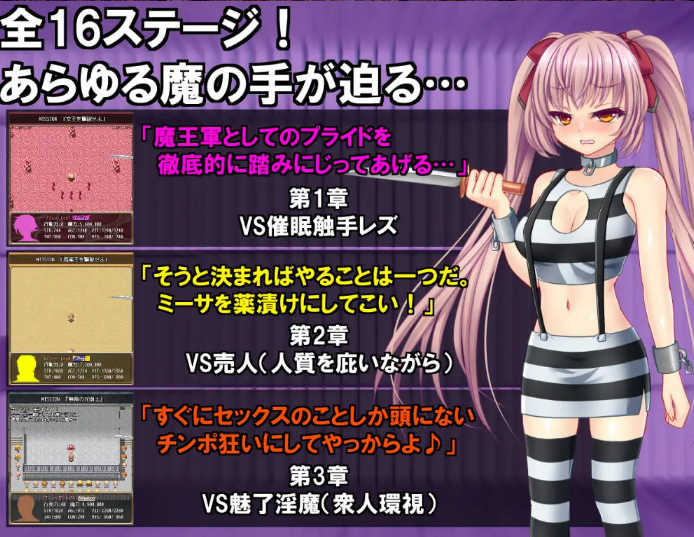 全16ステージ！
あらゆる魔の手が迫る…
「魔王軍としてのプライドを
徹底的に踏みにじってあげる…」
第1章
VS催眠触手レズ
「そうと決まればやることは一つだ。
ミーサを薬漬けにしてこい！」
第2章
VS売人（人質を庇いながら）
「すぐにセックスのことしか頭にない
チンポ狂いにしてやっからよ♪」
第3章
VS魅了淫魔（衆人環視）